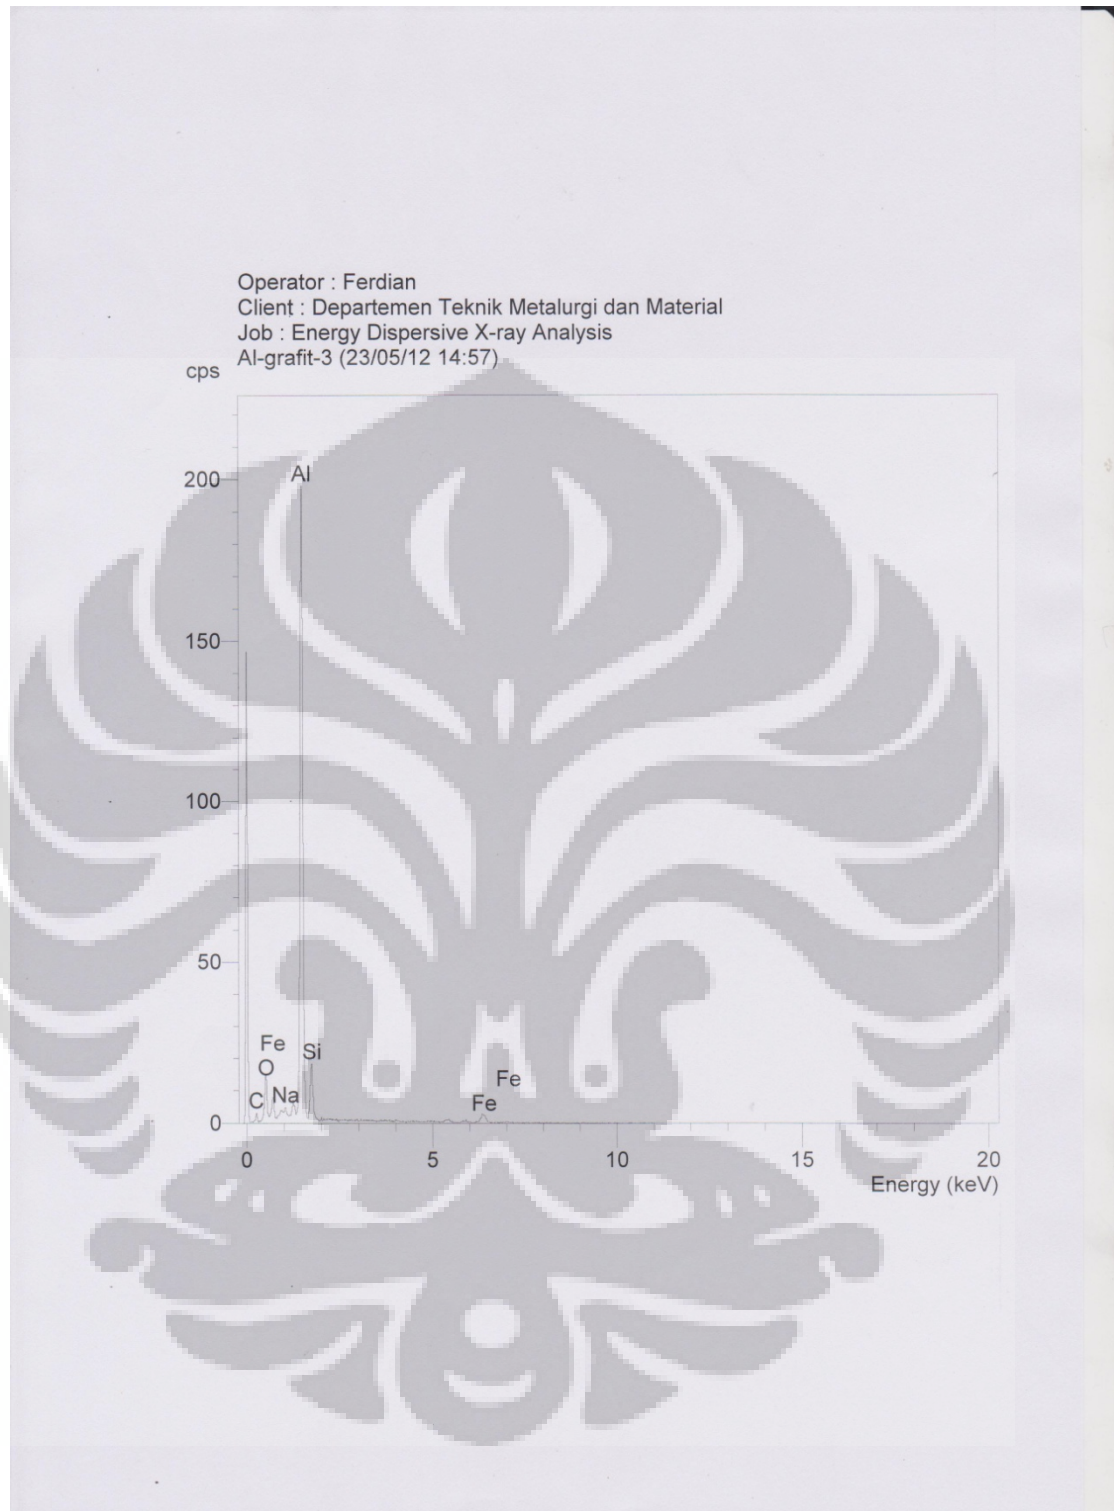 Operator : Ferdian
Client : Departemen Teknik Metalurgi dan Material
Job : Energy Dispersive X-ray Analysis
Al-grafit-3 (23/05/12 14:57)
cps
200
Al
150
100
50
Fe
O
Si
C
Na
Fe
Fe
0
0
5
10
15
20
Energy (keV)